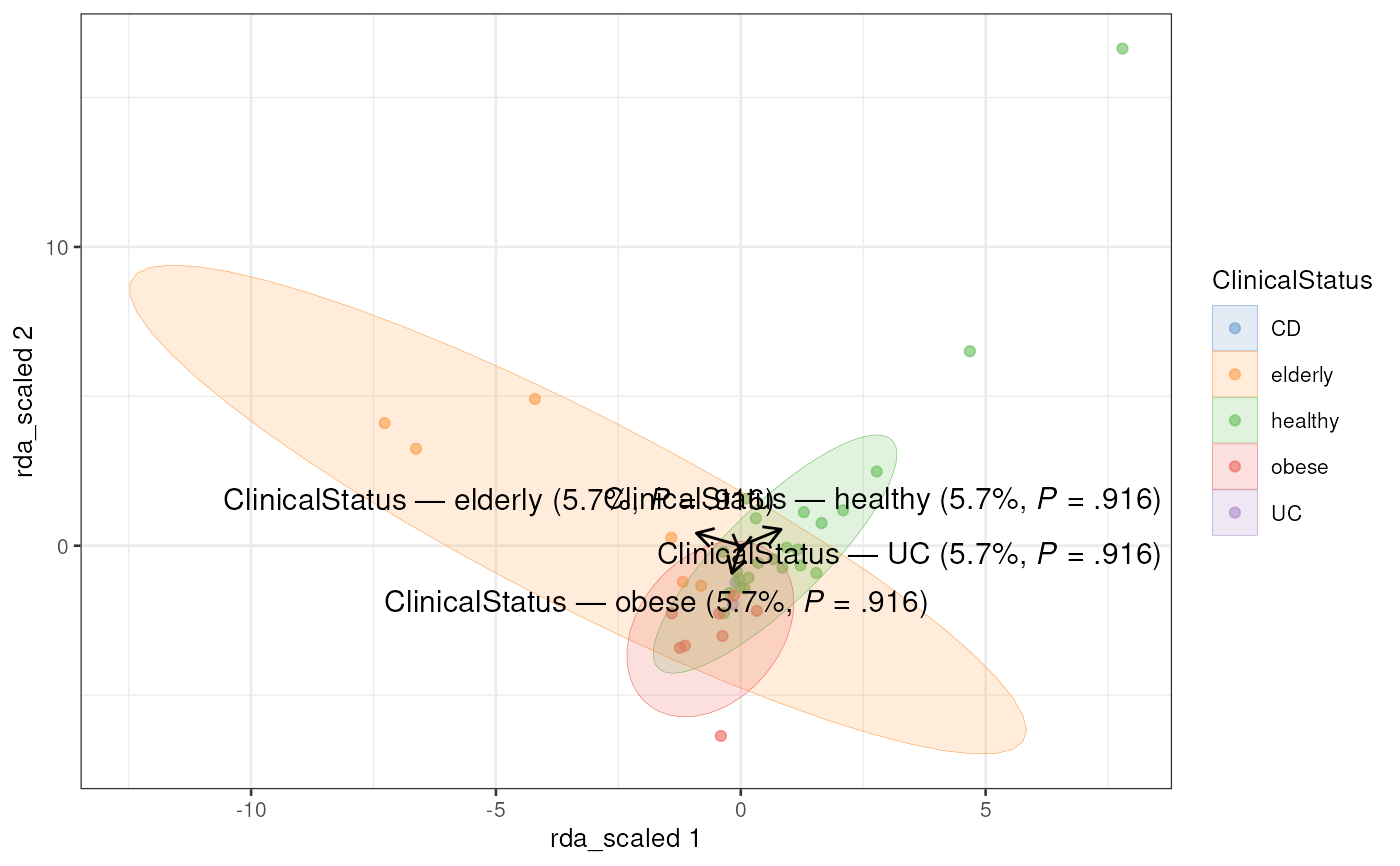 10
0
-10
-5
0
5
rda_scaled 2
rda_scaled 1
ClinicalStatus — elderly (5.7%, P = .916)
ClinicalStatus — healthy (5.7%, P = .916)
ClinicalStatus — UC (5.7%, P = .916)
ClinicalStatus — obese (5.7%, P = .916)
ClinicalStatus
CD
elderly
healthy
obese
UC